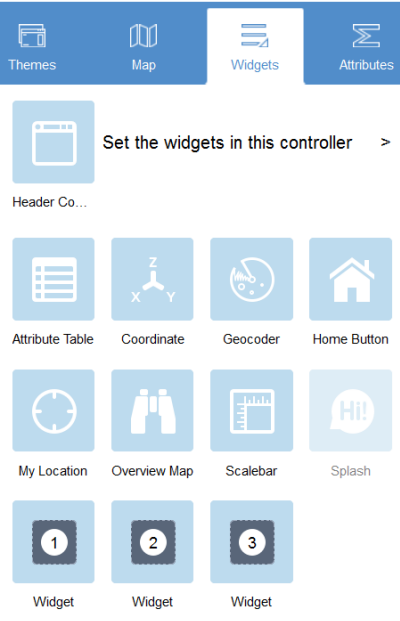 Themes Map Widgets Attributes
Set the widgets in this controller >
Header Co...
Z
X Y
Attribute Table Coordinate Geocoder Home Button
Hi!
My Location Overview Map Scalebar Splash
1 2 3
Widget Widget Widget